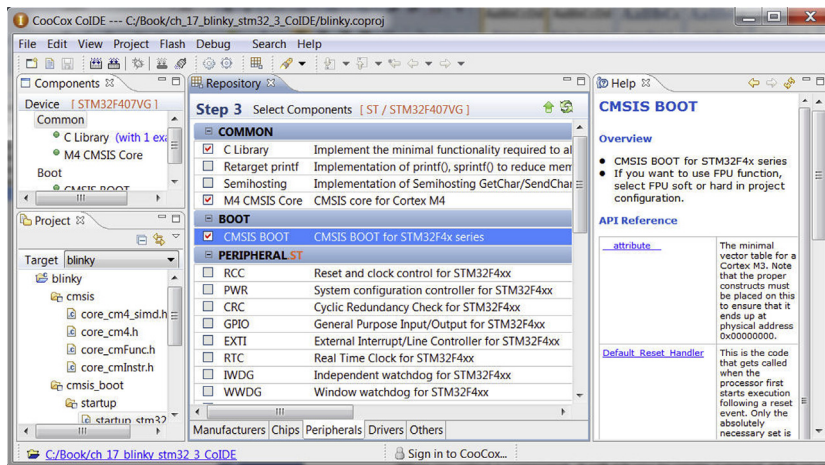 CooCox CoIDE --- C:/Book/ch_17_blinky_stm32_3_CoIDE/blinky.coproj
File Edit View Project Flash Debug Search Help
Components
Device [ STM32F407VG ]
Common
C Library (with 1 exa
M4 CMSIS Core
Boot
CMSIS BOOT
Project
Target blinky
blinky
cmsis
core_cm4_simd.h
core_cm4.h
core_cmFunc.h
core_cmInstr.h
cmsis_boot
startup
startup_stm32
Repository
Step 3 Select Components [ ST / STM32F407VG ]
COMMON
C Library Implement the minimal functionality required to al
Retarget printf Implementation of printf(), sprintf() to reduce mem
Semihosting Implementation of Semihosting GetChar/SendChar
M4 CMSIS Core CMSIS core for Cortex M4
BOOT
CMSIS BOOT CMSIS BOOT for STM32F4x series
PERIPHERAL.ST
RCC Reset and clock control for STM32F4xx
PWR System configuration controller for STM32F4xx
CRC Cyclic Redundancy Check for STM32F4xx
GPIO General Purpose Input/Output for STM32F4xx
EXTI External Interrupt/Line Controller for STM32F4xx
RTC Real Time Clock for STM32F4xx
IWDG Independent watchdog for STM32F4xx
WWDG Window watchdog for STM32F4xx
Manufacturers Chips Peripherals Drivers Others
Help
CMSIS BOOT
Overview
CMSIS BOOT for STM32F4x series
If you want to use
FPU function,
select FPU soft or
hard in project
configuration.
API Reference
__attribute__
The minimal
vector table for a
Cortex M3. Note
that the proper
constructs must
be placed on this
to ensure that it
ends up at
physical address
0x00000000.
Default_Reset_Handler
This is the code
that gets called
when the
processor first
starts execution
following a reset
event. Only the
absolutely
necessary set is
C:/Book/ch_17_blinky_stm32_3_CoIDE
Sign in to CooCox...